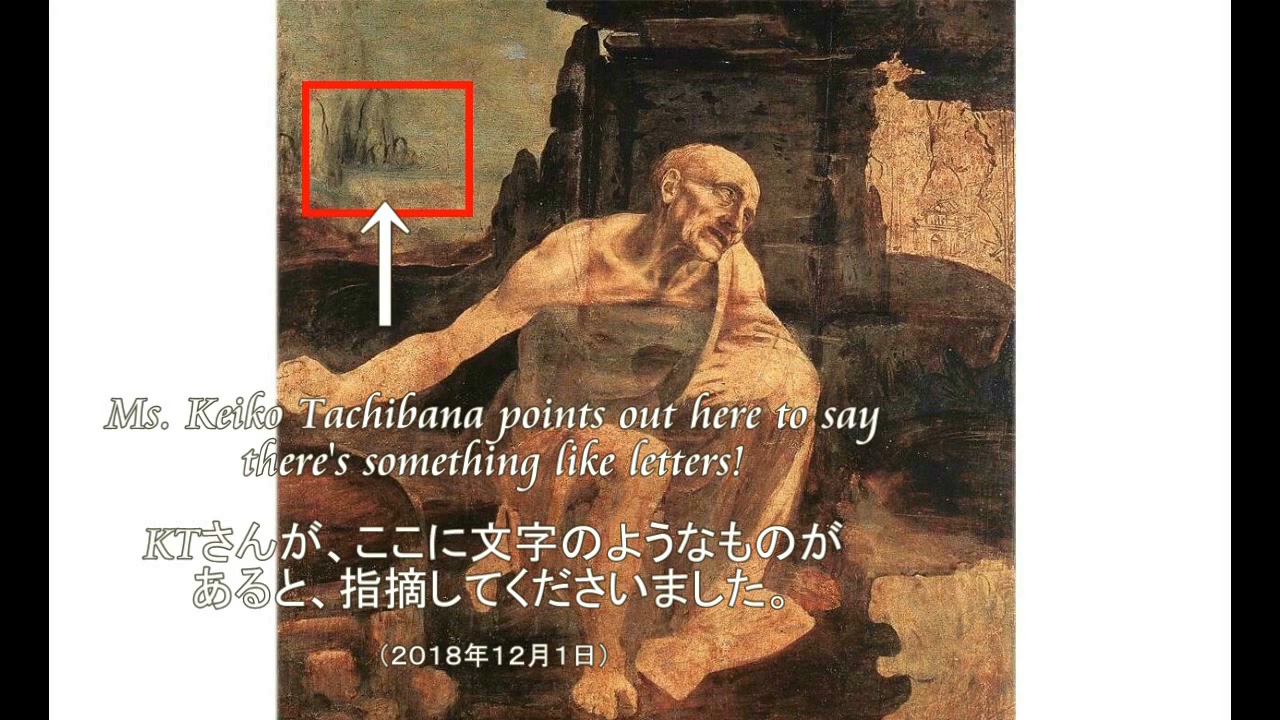 Ms. Keiko Tachibana points out here to say
there's something like letters!
KTさんが、ここに文字のようなものが
あると、指摘してくださいました。
（2018年12月1日）